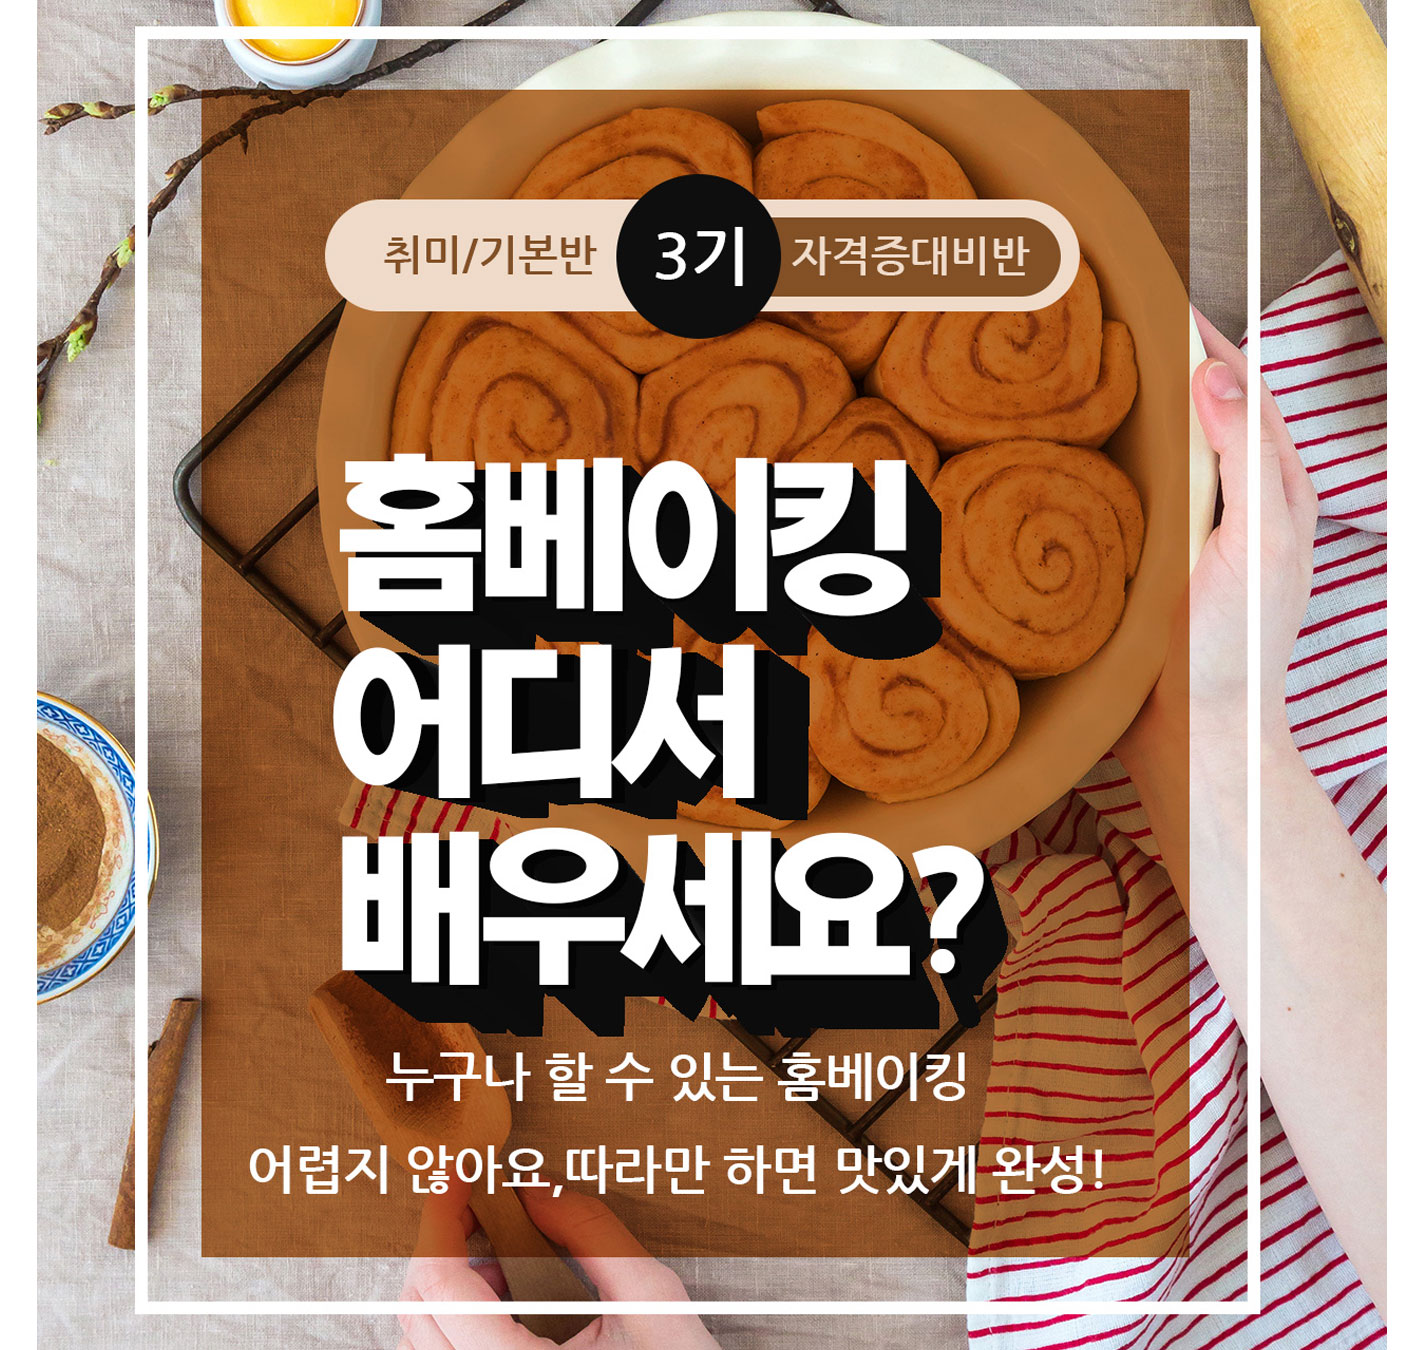 취미/기본반 3기 자격증대비반
홈베이킹
어디서
배우세요?
누구나 할 수 있는 홈베이킹
어렵지 않아요,따라만 하면 맛있게 완성!